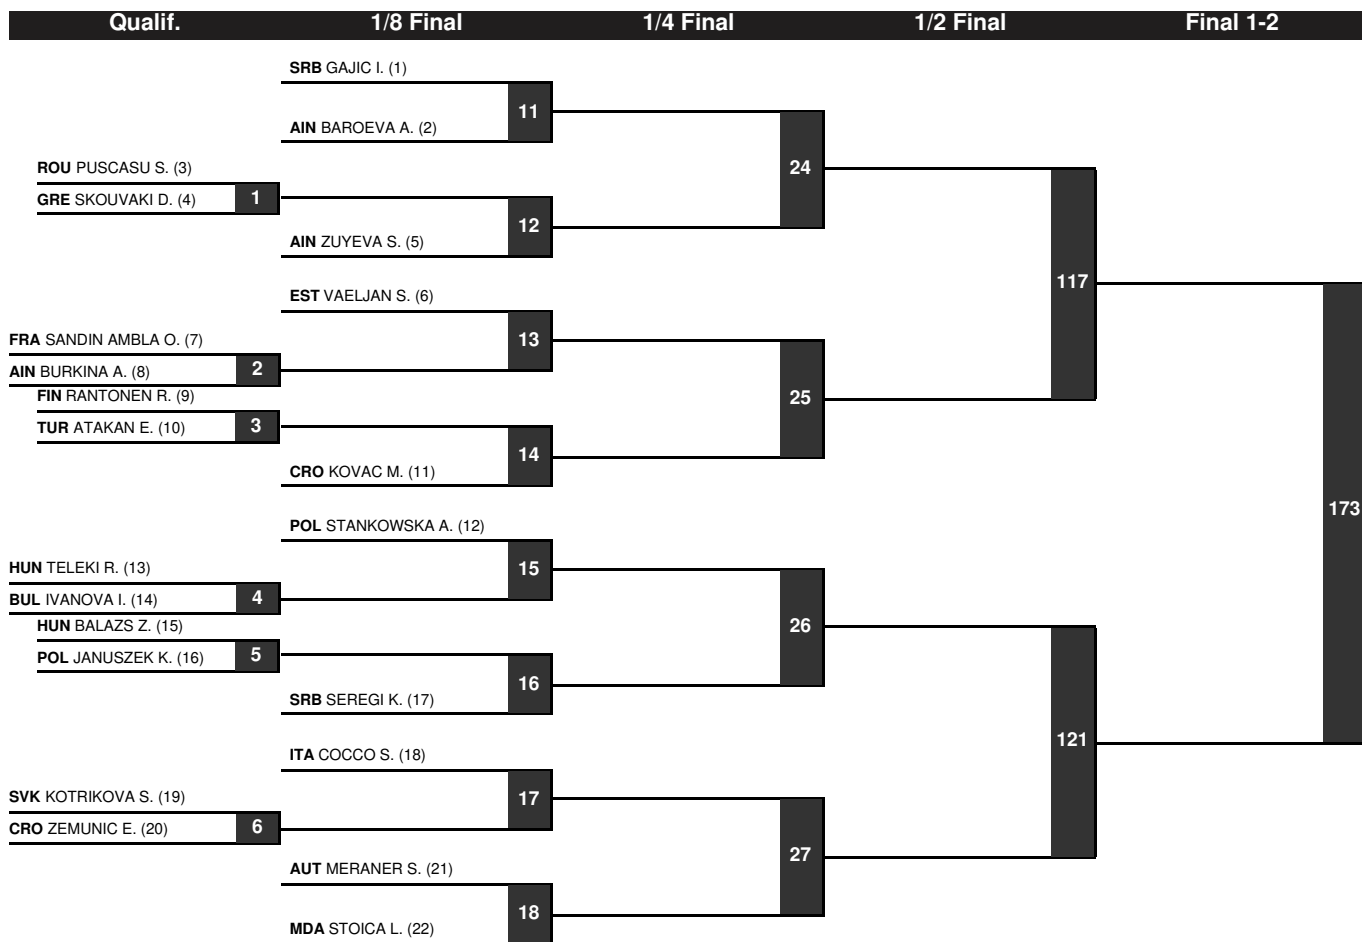 Qualif. 1/8 Final 1/4 Final 1/2 Final Final 1-2
SRB GAJIC I. (1)
11
AIN BAROEVA A. (2)
ROU PUSCASU S. (3)
24
GRE SKOUVAKI D. (4) 1
12
AIN ZUYEVA S. (5)
117
EST VAELJAN S. (6)
FRA SANDIN AMBLA O. (7)
13
AIN BURKINA A. (8) 2
FIN RANTONEN R. (9)
25
TUR ATAKAN E. (10) 3
14
CRO KOVAC M. (11)
173
POL STANKOWSKA A. (12)
HUN TELEKI R. (13)
15
BUL IVANOVA I. (14) 4
HUN BALAZS Z. (15)
26
POL JANUSZEK K. (16) 5
16
SRB SEREGI K. (17)
121
ITA COCCO S. (18)
SVK KOTRIKOVA S. (19)
17
CRO ZEMUNIC E. (20) 6
27
AUT MERANER S. (21)
18
MDA STOICA L. (22)